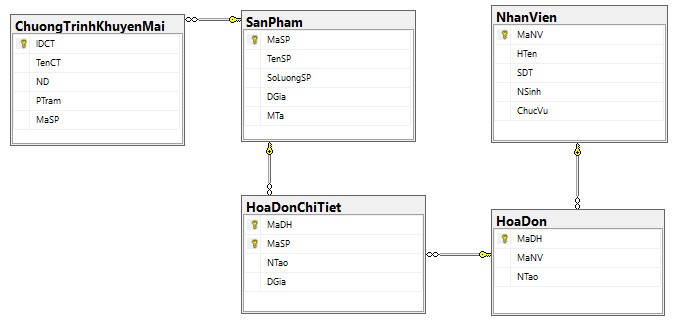 ChuongTrinhKhuyenMai
IDCT
TenCT
ND
PTram
MaSP
SanPham
MaSP
TenSP
SoLuongSP
DGia
MTa
NhanVien
MaNV
HTen
SDT
NSinh
ChucVu
HoaDonChiTiet
MaDH
MaSP
NTao
DGia
HoaDon
MaDH
MaNV
NTao